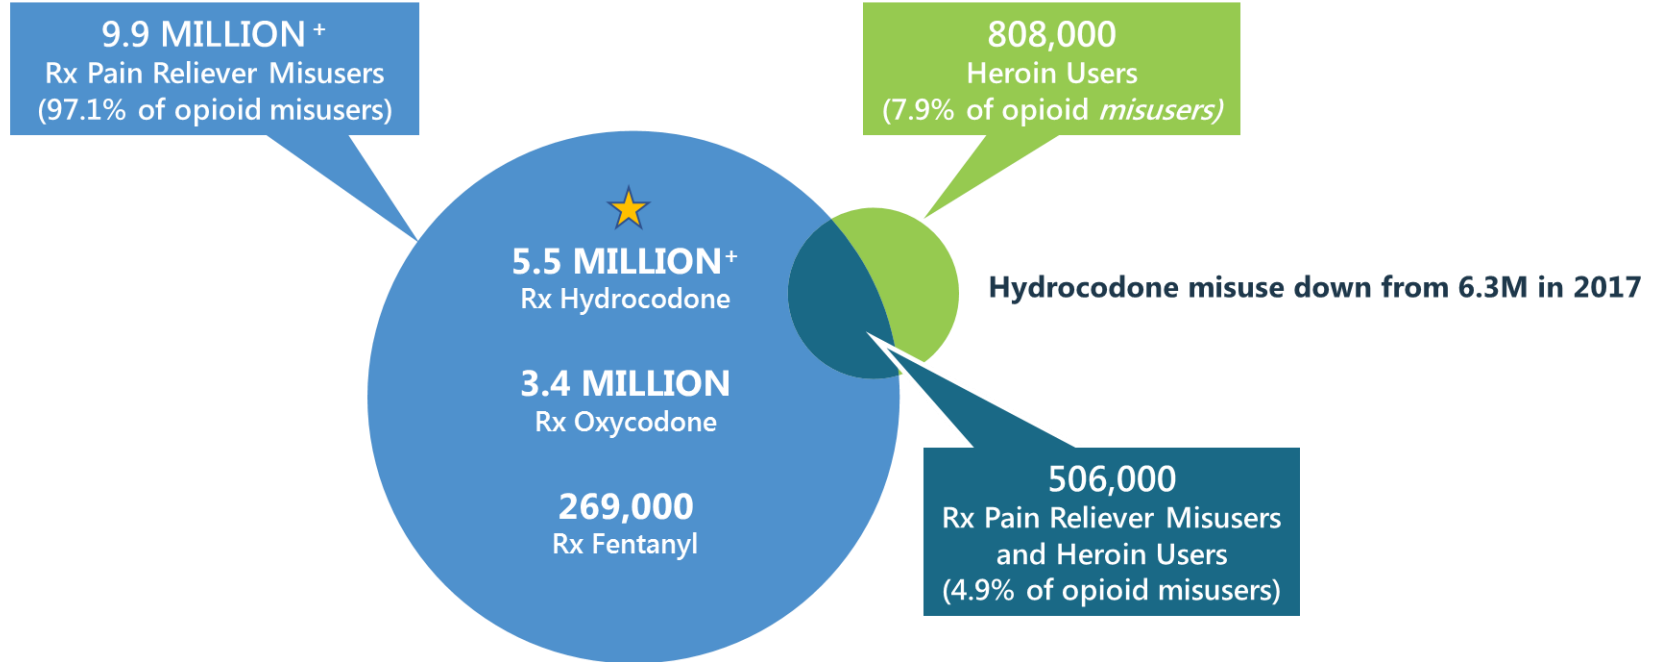 9.9 MILLION +
Rx Pain Reliever Misusers
(97.1% of opioid misusers)
808,000
Heroin Users
(7.9% of opioid misusers)
5.5 MILLION+
Rx Hydrocodone
Hydrocodone misuse down from 6.3M in 2017
3.4 MILLION
Rx Oxycodone
269,000
Rx Fentanyl
506,000
Rx Pain Reliever Misusers
and Heroin Users
(4.9% of opioid misusers)